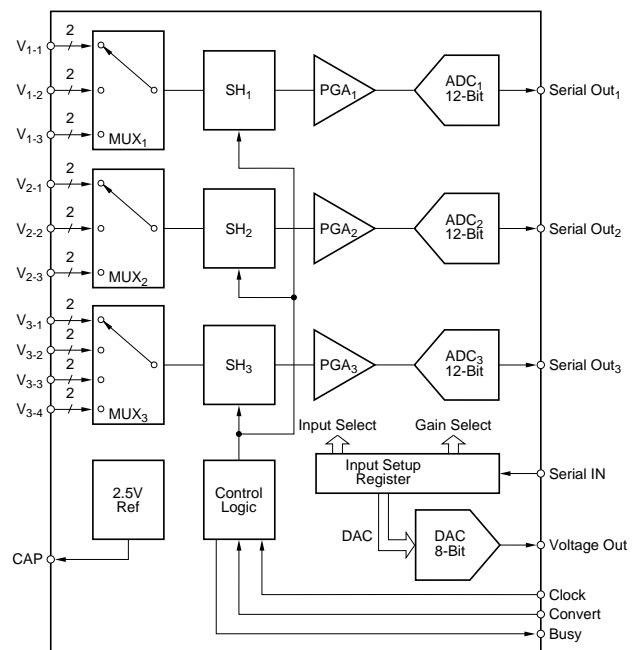 2
V1-1
2
V1-2
2
V1-3
MUX1
SH1
PGA1
ADC1
12-Bit
Serial Out1
2
V2-1
2
V2-2
2
V2-3
MUX2
SH2
PGA2
ADC2
12-Bit
Serial Out2
2
V3-1
2
V3-2
2
V3-3
2
V3-4
MUX3
SH3
PGA3
ADC3
12-Bit
Serial Out3
Input Select
Gain Select
Input Setup
Register
Serial IN
2.5V
Ref
Control
Logic
DAC
DAC
8-Bit
Voltage Out
CAP
Clock
Convert
Busy